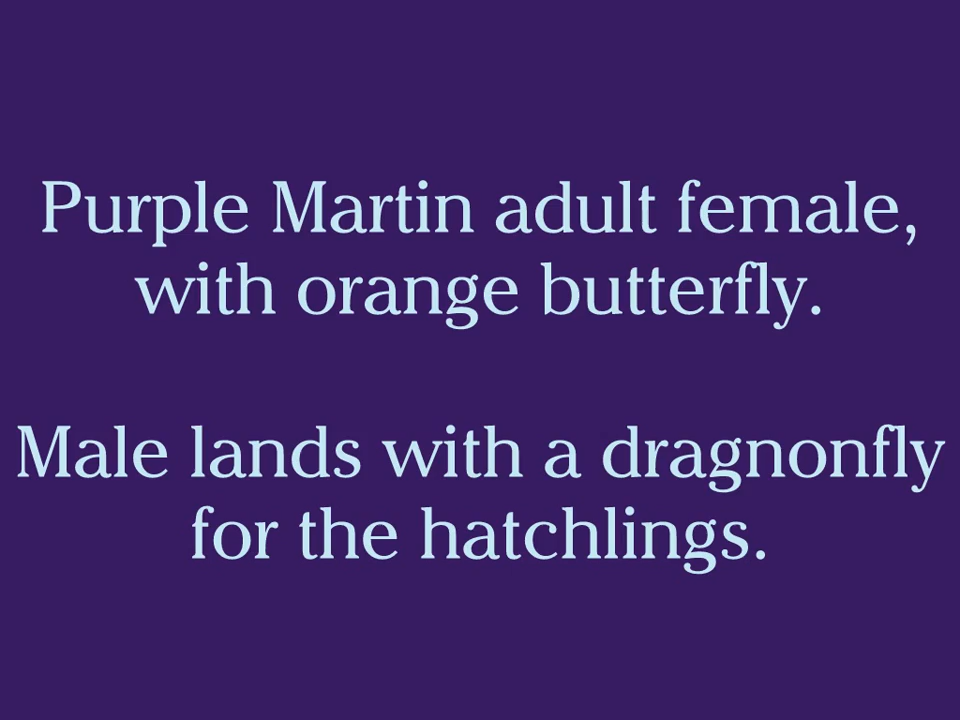 Purple Martin adult female,
with orange butterfly.
Male lands with a dragnonfly
for the hatchlings.